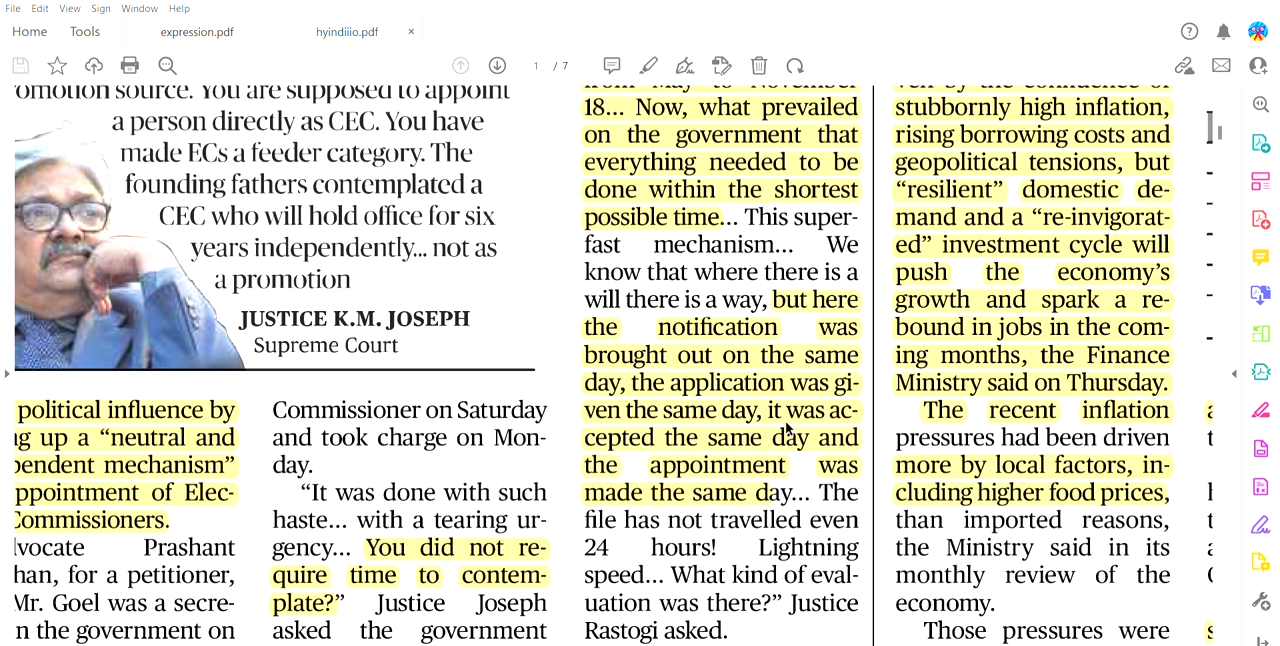 File Edit View Sign Window Help
Home Tools expression.pdf hyindiiio.pdf ×
1 / 7
omotion source. You are supposed to appoint
a person directly as CEC. You have
made ECs a feeder category. The
founding fathers contemplated a
CEC who will hold office for six
years independently... not as
a promotion
JUSTICE K.M. JOSEPH
Supreme Court
political influence by
ng up a “neutral and
pendent mechanism”
ppointment of Elec-
Commissioners.
lvocate Prashant
han, for a petitioner,
Mr. Goel was a secre-
n the government on
Commissioner on Saturday
and took charge on Mon-
day.
“It was done with such
haste... with a tearing ur-
gency... You did not re-
quire time to contem-
plate?” Justice Joseph
asked the government
from May to November
18... Now, what prevailed
on the government that
everything needed to be
done within the shortest
possible time... This super-
fast mechanism... We
know that where there is a
will there is a way, but here
the notification was
brought out on the same
day, the application was gi-
ven the same day, it was ac-
cepted the same day and
the appointment was
made the same day... The
file has not travelled even
24 hours! Lightning
speed... What kind of eval-
uation was there?” Justice
Rastogi asked.
ven by the confluence of
stubbornly high inflation,
rising borrowing costs and
geopolitical tensions, but
“resilient” domestic de-
mand and a “re-invigorat-
ed” investment cycle will
push the economy’s
growth and spark a re-
bound in jobs in the com-
ing months, the Finance
Ministry said on Thursday.
The recent inflation
pressures had been driven
more by local factors, in-
cluding higher food prices,
than imported reasons,
the Ministry said in its
monthly review of the
economy.
Those pressures were